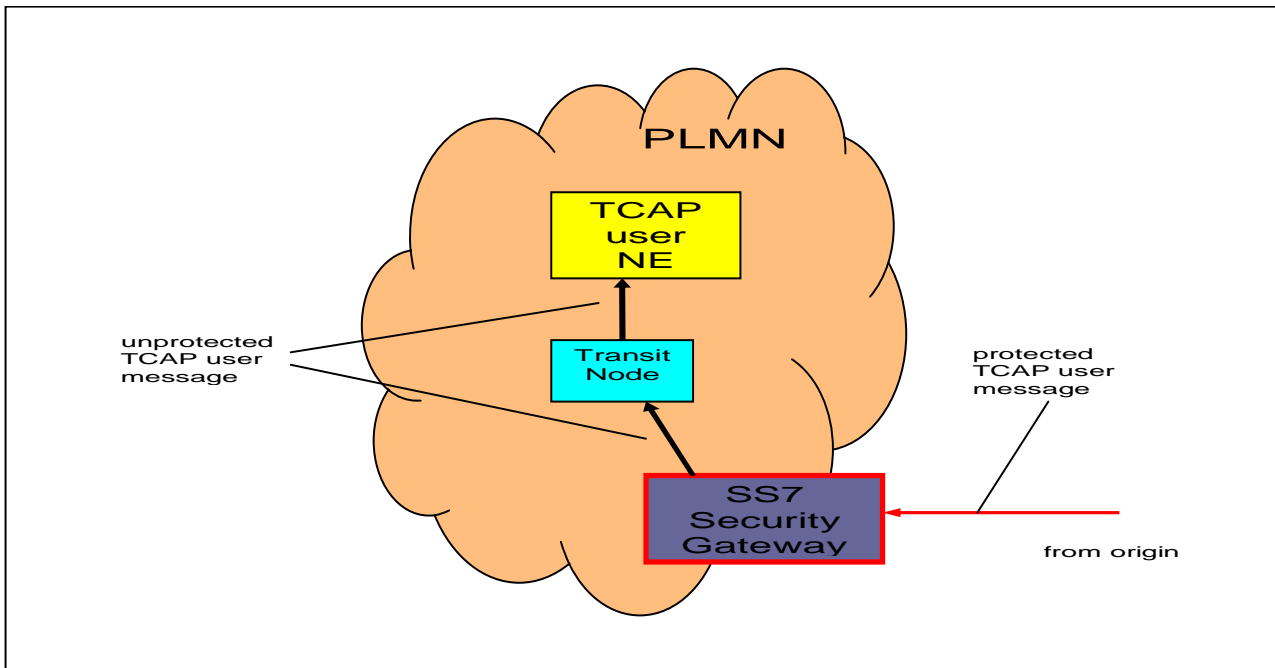 PLMN
TCAP
user
NE
unprotected
TCAP user
message
Transit
Node
protected
TCAP user
message
SS7
Security
Gateway
from origin